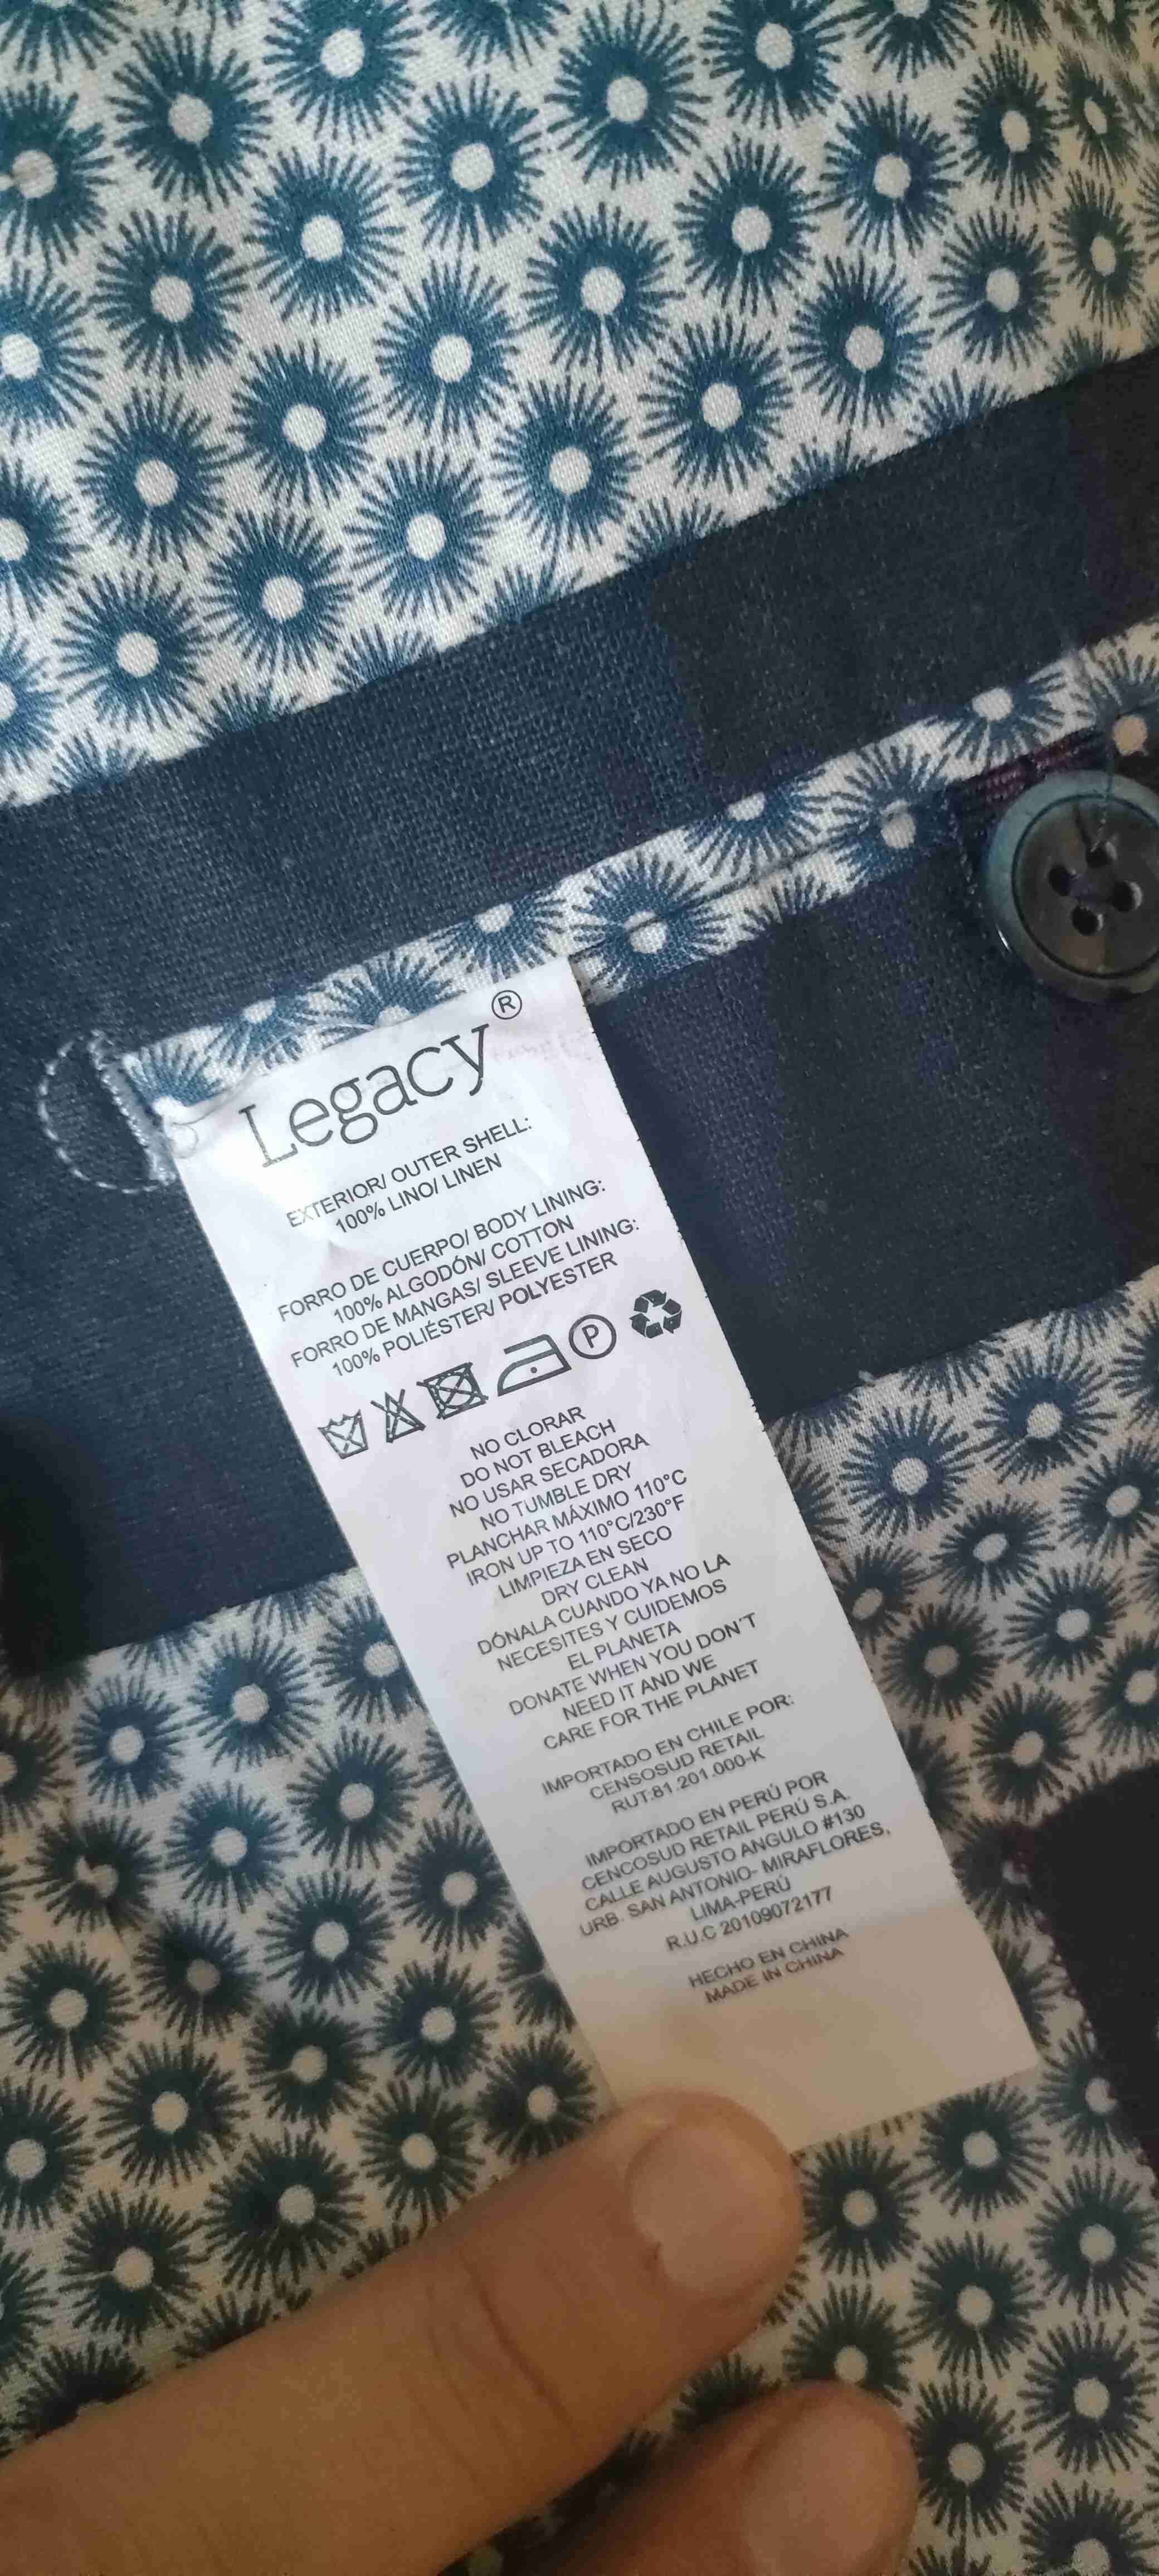 Legacy®
EXTERIOR/ OUTER SHELL:
100% LINO/ LINEN
FORRO DE CUERPO/ BODY LINING:
100% ALGODÓN/ COTTON
FORRO DE MANGAS/ SLEEVE LINING:
100% POLIÉSTER/ POLYESTER
P
NO CLORAR
DO NOT BLEACH
NO USAR SECADORA
NO TUMBLE DRY
PLANCHAR MÁXIMO 110°C
IRON UP TO 110°C/230°F
LIMPIEZA EN SECO
DRY CLEAN
DÓNALA CUANDO YA NO LA
NECESITES Y CUIDEMOS
EL PLANETA
DONATE WHEN YOU DON´T
NEED IT AND WE
CARE FOR THE PLANET
IMPORTADO EN CHILE POR:
CENSOSUD RETAIL
RUT:81.201.000-K
IMPORTADO EN PERÚ POR
CENCOSUD RETAIL PERÚ S.A.
CALLE AUGUSTO ANGULO #130
URB. SAN ANTONIO- MIRAFLORES,
LIMA-PERÚ
R.U.C 20109072177
HECHO EN CHINA
MADE IN CHINA